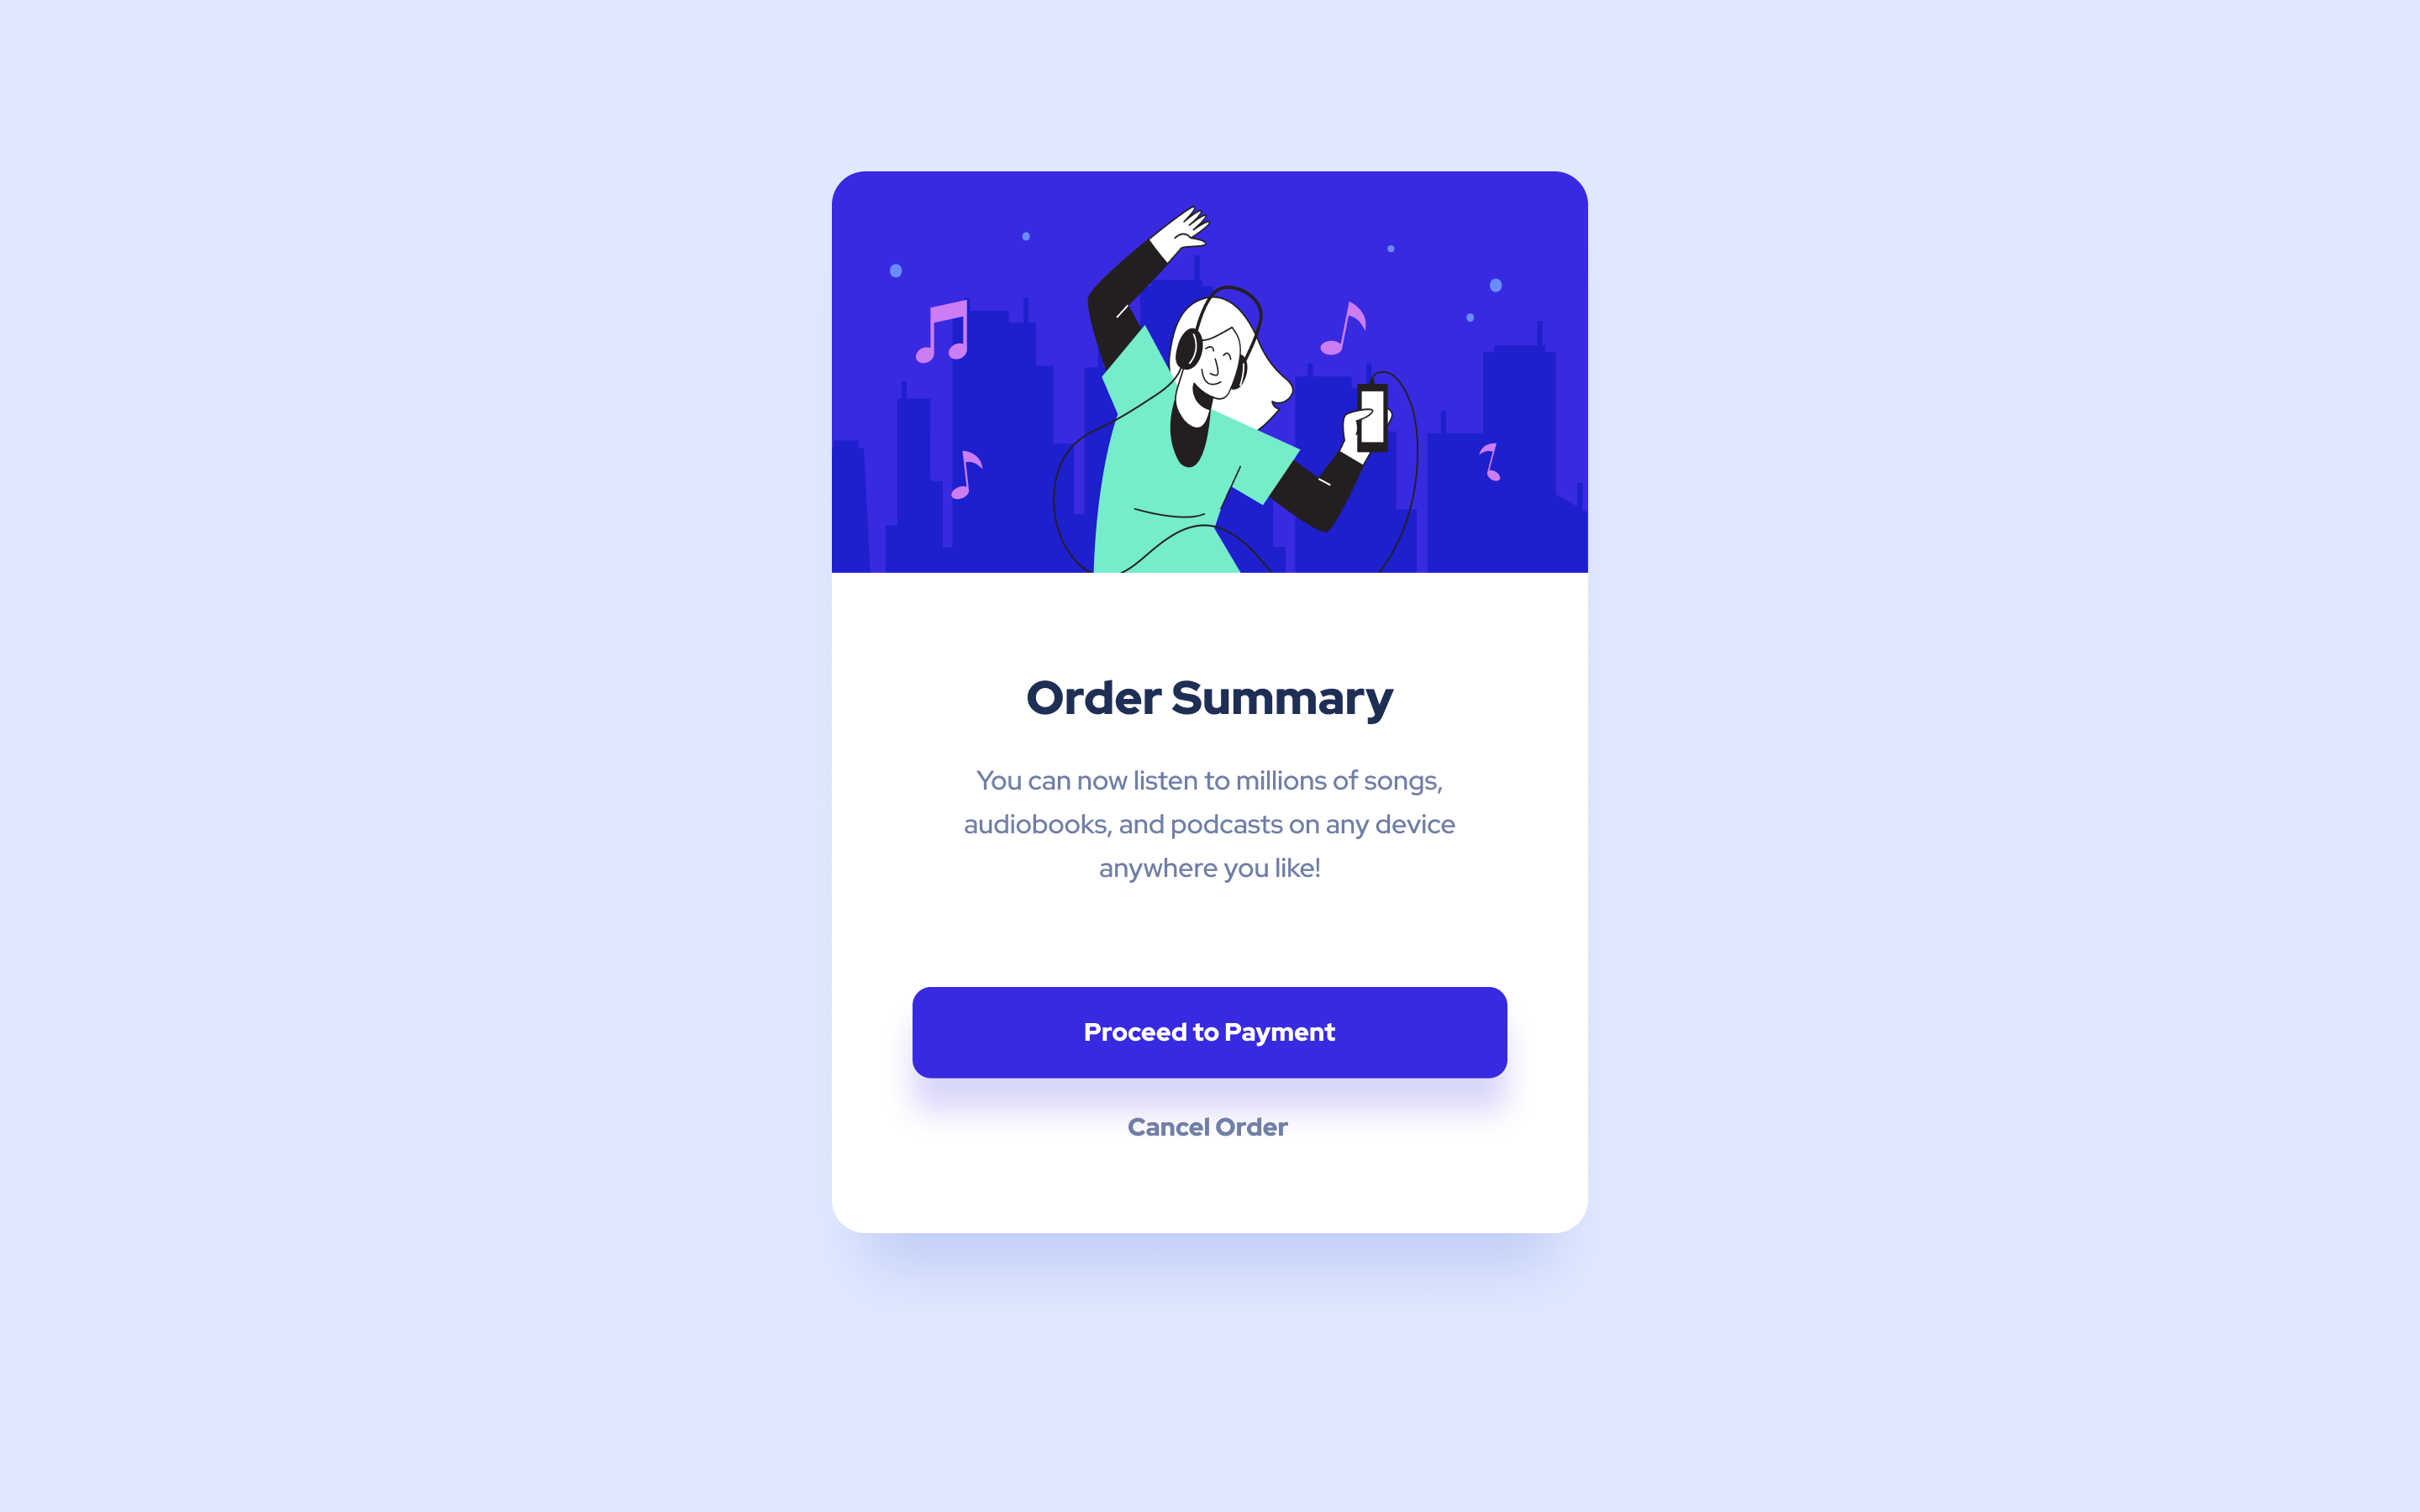 Order Summary
You can now listen to millions of songs,
audiobooks, and podcasts on any device
anywhere you like!
Proceed to Payment
Cancel Order